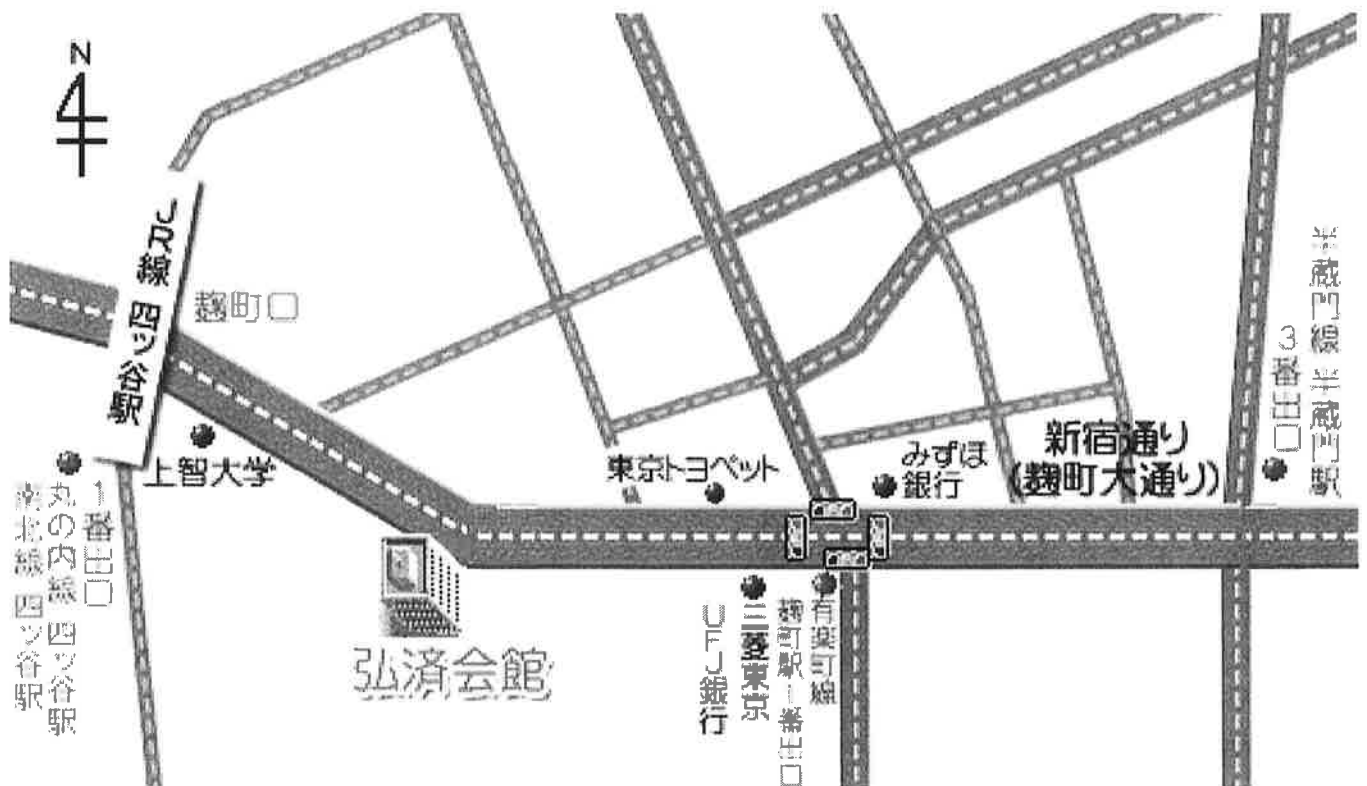 N
JR線 四ツ谷駅
麹町口
上智大学
1番出口
丸の内線 四ツ谷駅
南北線 四ツ谷駅
弘済会館
東京トヨペット
みずほ
銀行
新宿通り
(麹町大通り)
半蔵門線 半蔵門駅
3番出口
有楽町線
麹町駅1番出口
三菱東京
UFJ銀行